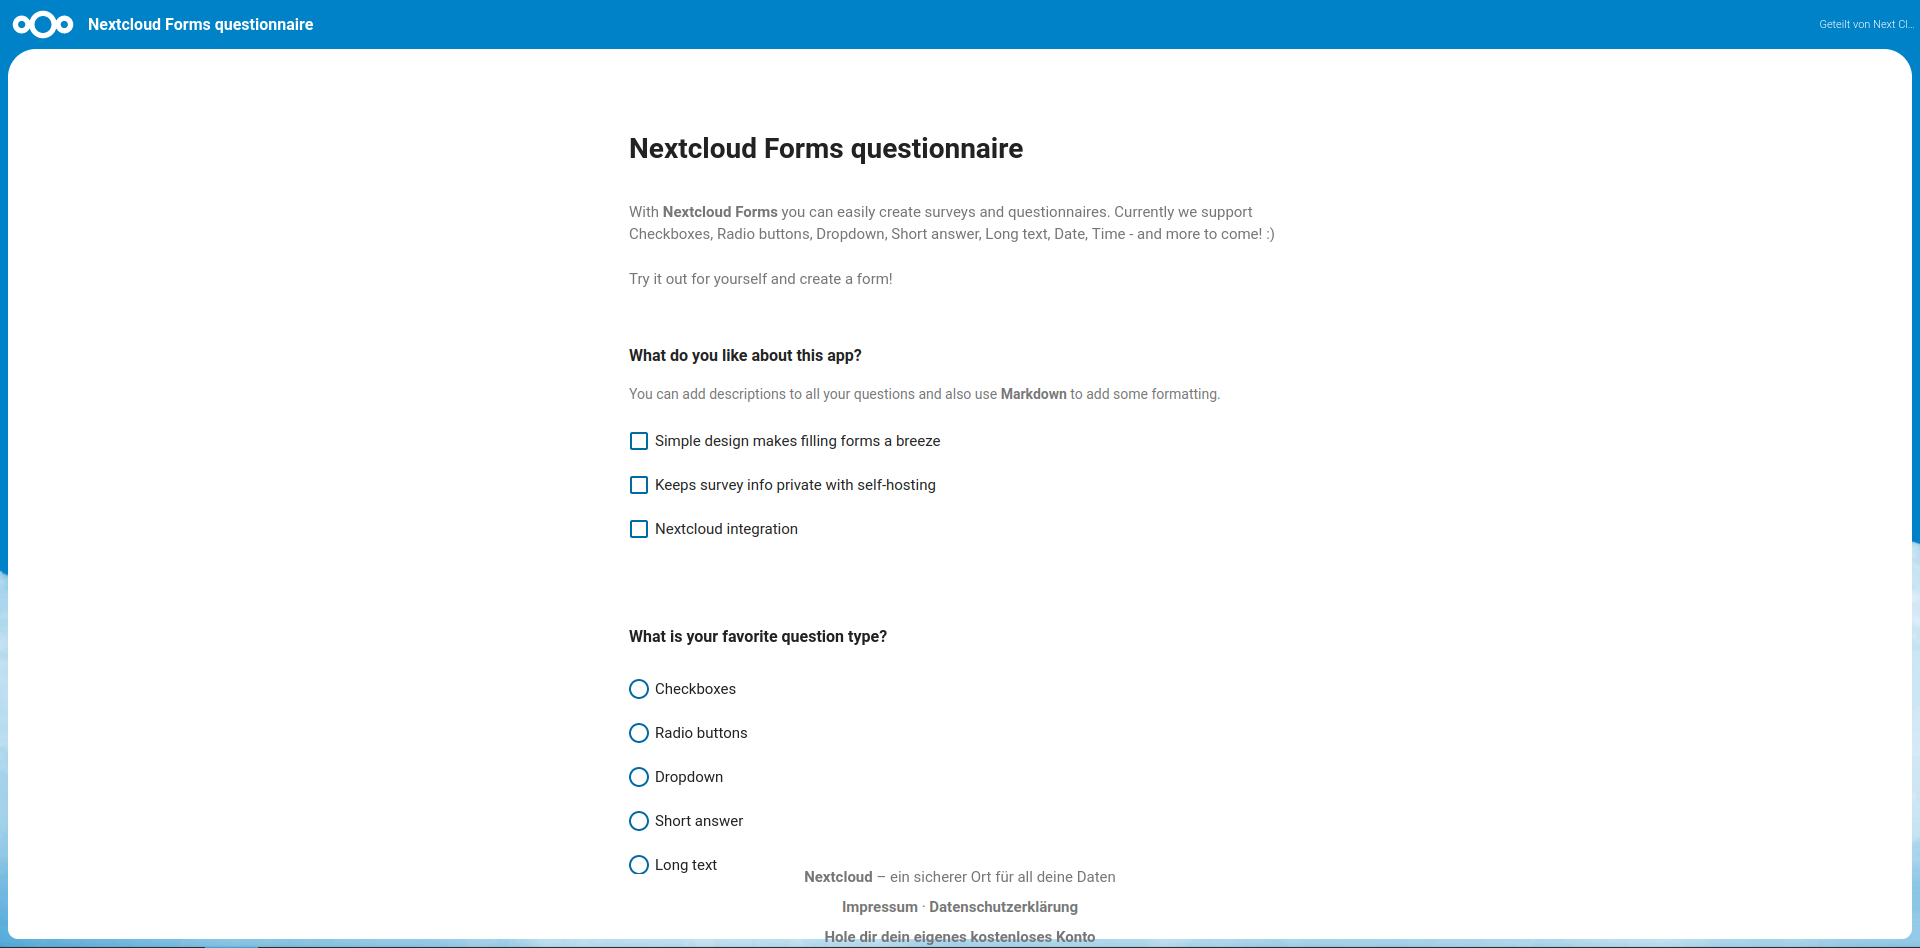 Nextcloud Forms questionnaire
Geteilt von Next Cl...
Nextcloud Forms questionnaire
With Nextcloud Forms you can easily create surveys and questionnaires. Currently we support
Checkboxes, Radio buttons, Dropdown, Short answer, Long text, Date, Time - and more to come! :)
Try it out for yourself and create a form!
What do you like about this app?
You can add descriptions to all your questions and also use Markdown to add some formatting.
Simple design makes filling forms a breeze
Keeps survey info private with self-hosting
Nextcloud integration
What is your favorite question type?
Checkboxes
Radio buttons
Dropdown
Short answer
Long text
Nextcloud – ein sicherer Ort für all deine Daten
Impressum · Datenschutzerklärung
Hole dir dein eigenes kostenloses Konto